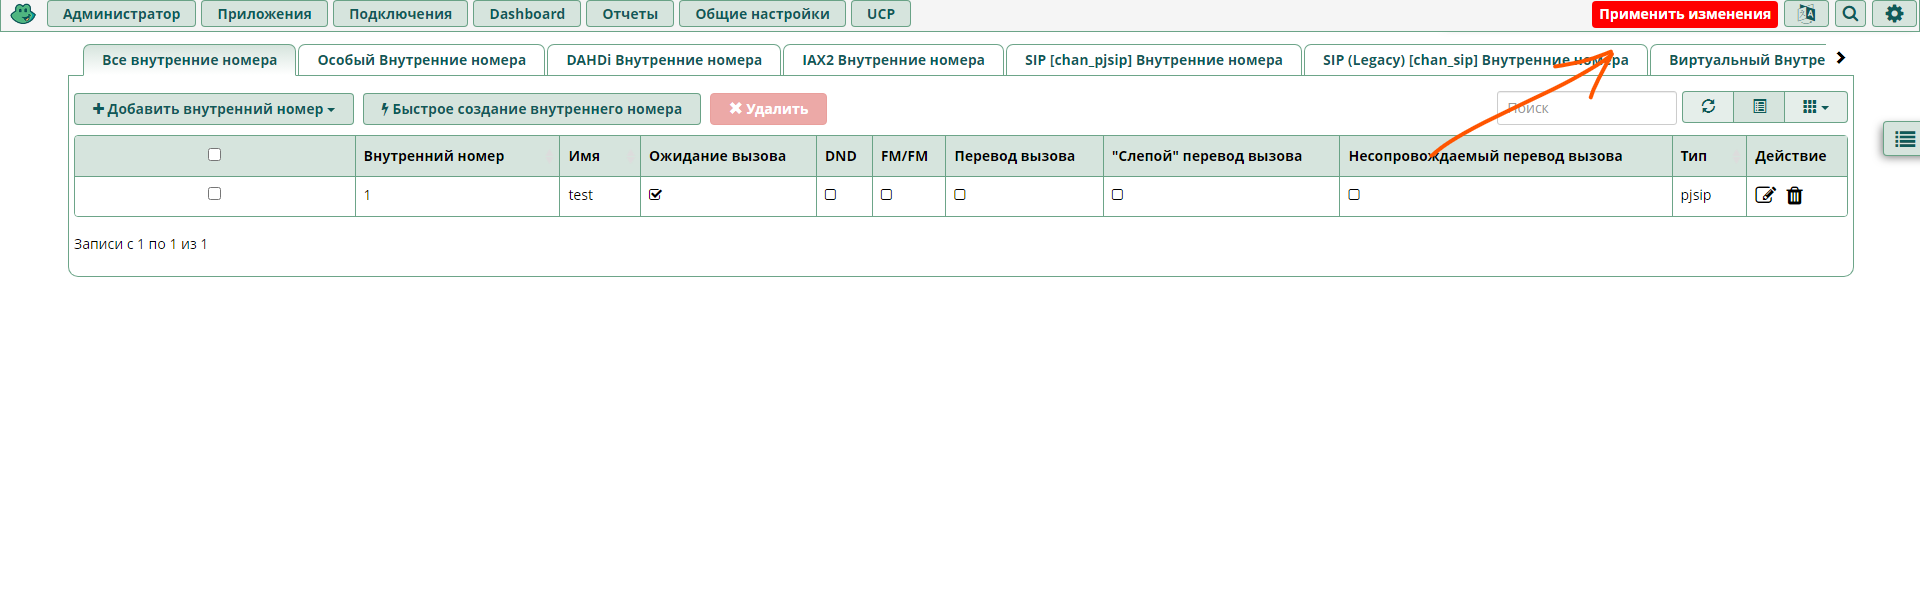 Администратор Приложения Подключения Dashboard Отчеты Общие настройки UCP Применить изменения
Все внутренние номера Особый Внутренние номера DAHDi Внутренние номера IAX2 Внутренние номера SIP [chan_pjsip] Внутренние номера SIP (Legacy) [chan_sip] Внутренние номера Виртуальный Внутре
Добавить внутренний номер Быстрое создание внутреннего номера Удалить Поиск
Внутренний номер Имя Ожидание вызова DND FM/FM Перевод вызова "Слепой" перевод вызова Несопровождаемый перевод вызова Тип Действие
1 test pjsip
Записи с 1 по 1 из 1